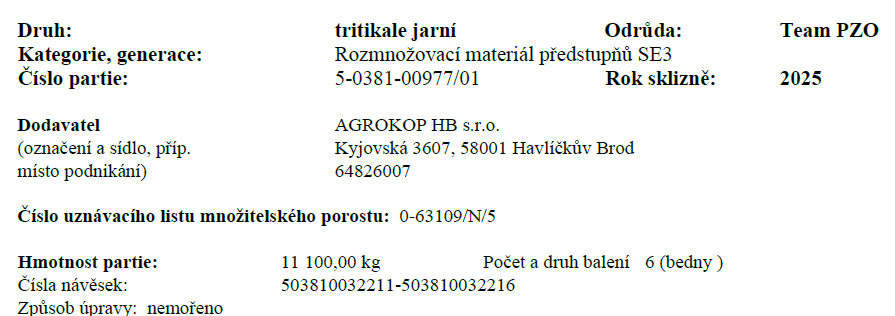 Druh: tritikale jarní Odrůda: Team PZO
Kategorie, generace: Rozmnožovací materiál předstupňů SE3
Číslo partie: 5-0381-00977/01 Rok sklizně: 2025
Dodavatel AGROKOP HB s.r.o.
(označení a sídlo, příp. Kyjovská 3607, 58001 Havlíčkův Brod
místo podnikání) 64826007
Číslo uznávacího listu množitelského porostu: 0-63109/N/5
Hmotnost partie: 11 100,00 kg Počet a druh balení 6 (bedny )
Čísla návěsek: 503810032211-503810032216
Způsob úpravy: nemořeno